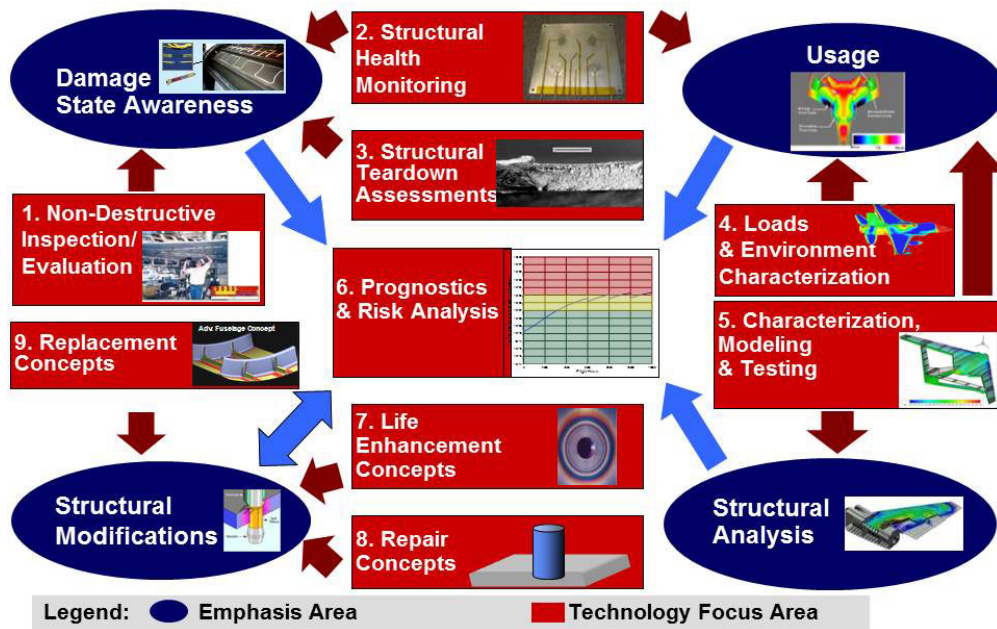 Damage
State Awareness
2. Structural
Health
Monitoring
Usage
3. Structural
Teardown
Assessments
1. Non-Destructive
Inspection/
Evaluation
4. Loads
& Environment
Characterization
6. Prognostics
& Risk Analysis
9. Replacement
Concepts
Adv. Fuselage Concept
5. Characterization,
Modeling
& Testing
7. Life
Enhancement
Concepts
Structural
Modifications
Structural
Analysis
8. Repair
Concepts
Legend:
Emphasis Area
Technology Focus Area